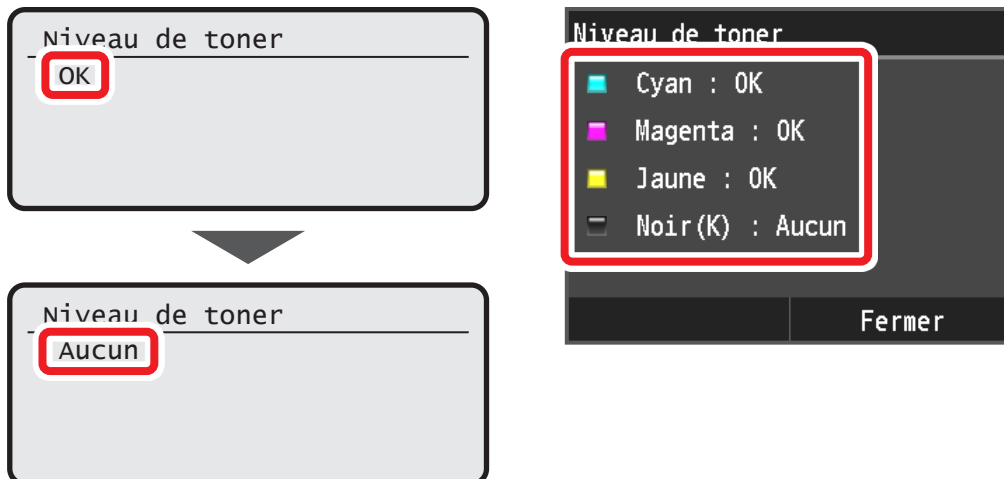 Niveau de toner
OK
Niveau de toner
Aucun
Niveau de toner
Cyan : OK
Magenta : OK
Jaune : OK
Noir(K) : Aucun
Fermer